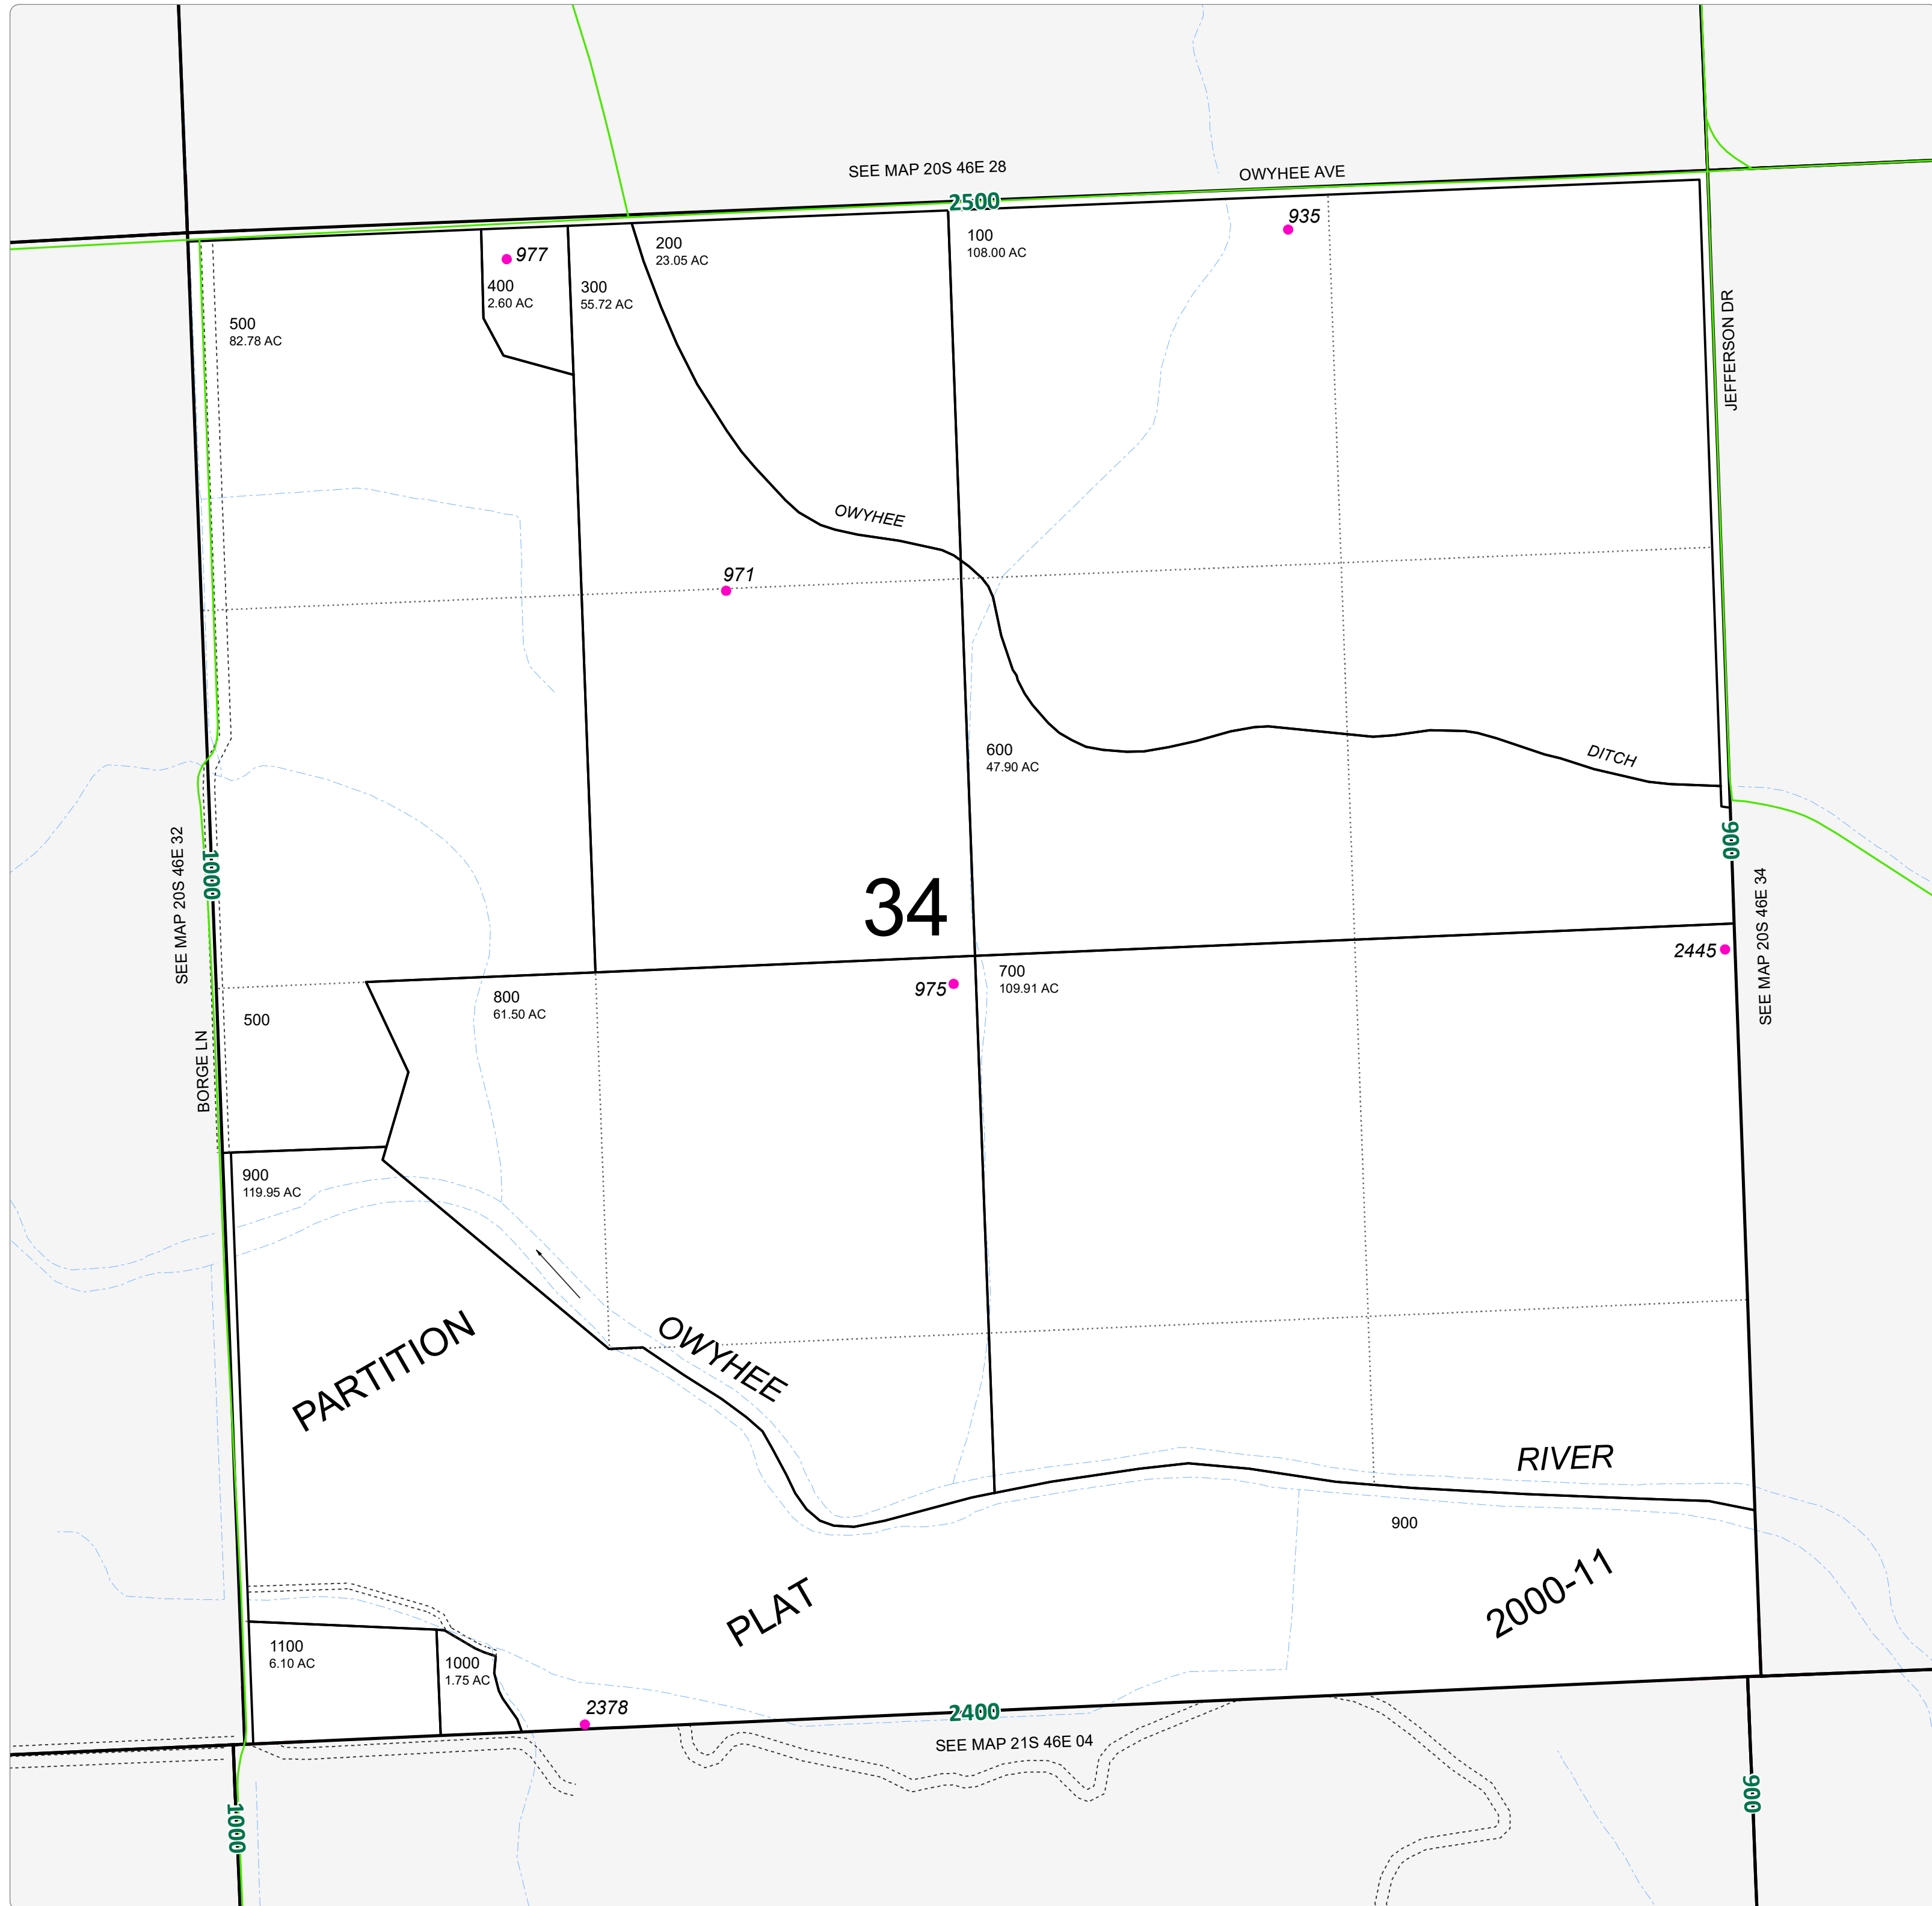 SEE MAP 20S 46E 28
OWYHEE AVE
2500
935
977
200
23.05 AC
100
108.00 AC
400
2.60 AC
300
55.72 AC
500
82.78 AC
JEFFERSON DR
OWYHEE
971
600
47.90 AC
DITCH
SEE MAP 20S 46E 32
1000
900
34
SEE MAP 20S 46E 34
2445
975
700
109.91 AC
800
61.50 AC
500
BORGE LN
900
119.95 AC
PARTITION
OWYHEE
RIVER
900
PLAT
2000-11
1100
6.10 AC
1000
1.75 AC
2378
2400
SEE MAP 21S 46E 04
1000
900